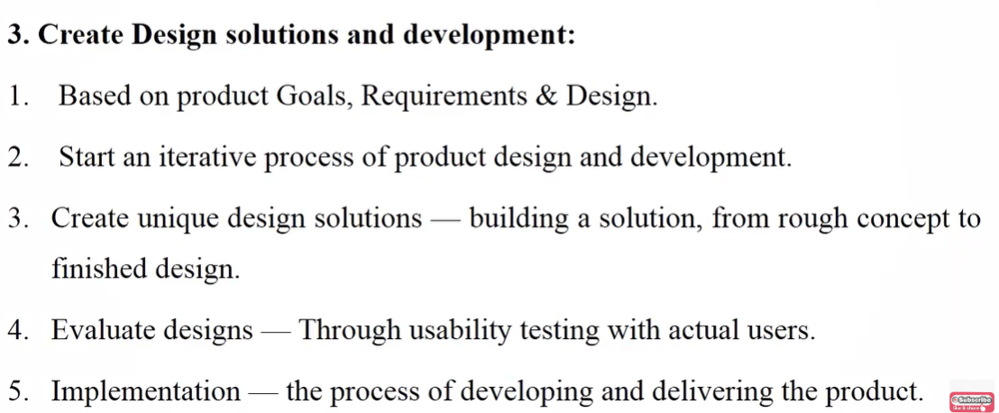 3. Create Design solutions and development:
1. Based on product Goals, Requirements & Design.
2. Start an iterative process of product design and development.
3. Create unique design solutions — building a solution, from rough concept to
finished design.
4. Evaluate designs — Through usability testing with actual users.
5. Implementation — the process of developing and delivering the product.
Subscribe
like & share